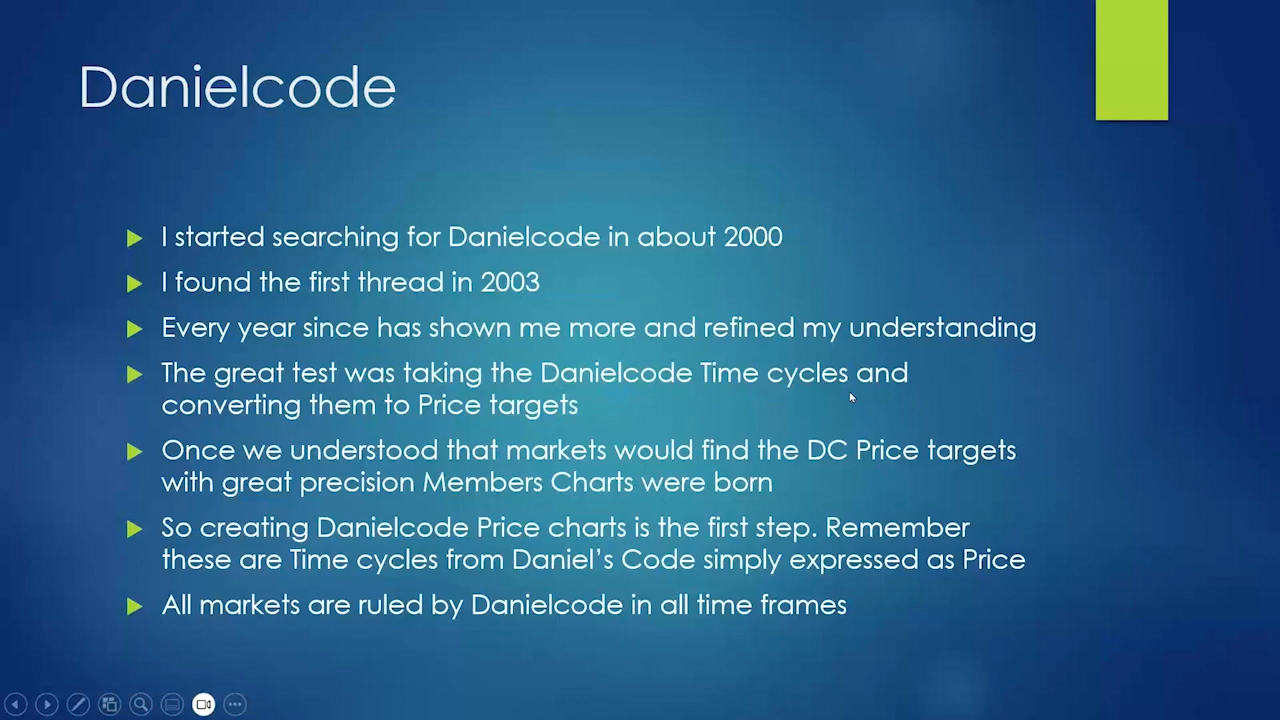 Danielcode
I started searching for Danielcode in about 2000
I found the first thread in 2003
Every year since has shown me more and refined my understanding
The great test was taking the Danielcode Time cycles and
converting them to Price targets
Once we understood that markets would find the DC Price targets
with great precision Members Charts were born
So creating Danielcode Price charts is the first step. Remember
these are Time cycles from Daniel’s Code simply expressed as Price
All markets are ruled by Danielcode in all time frames